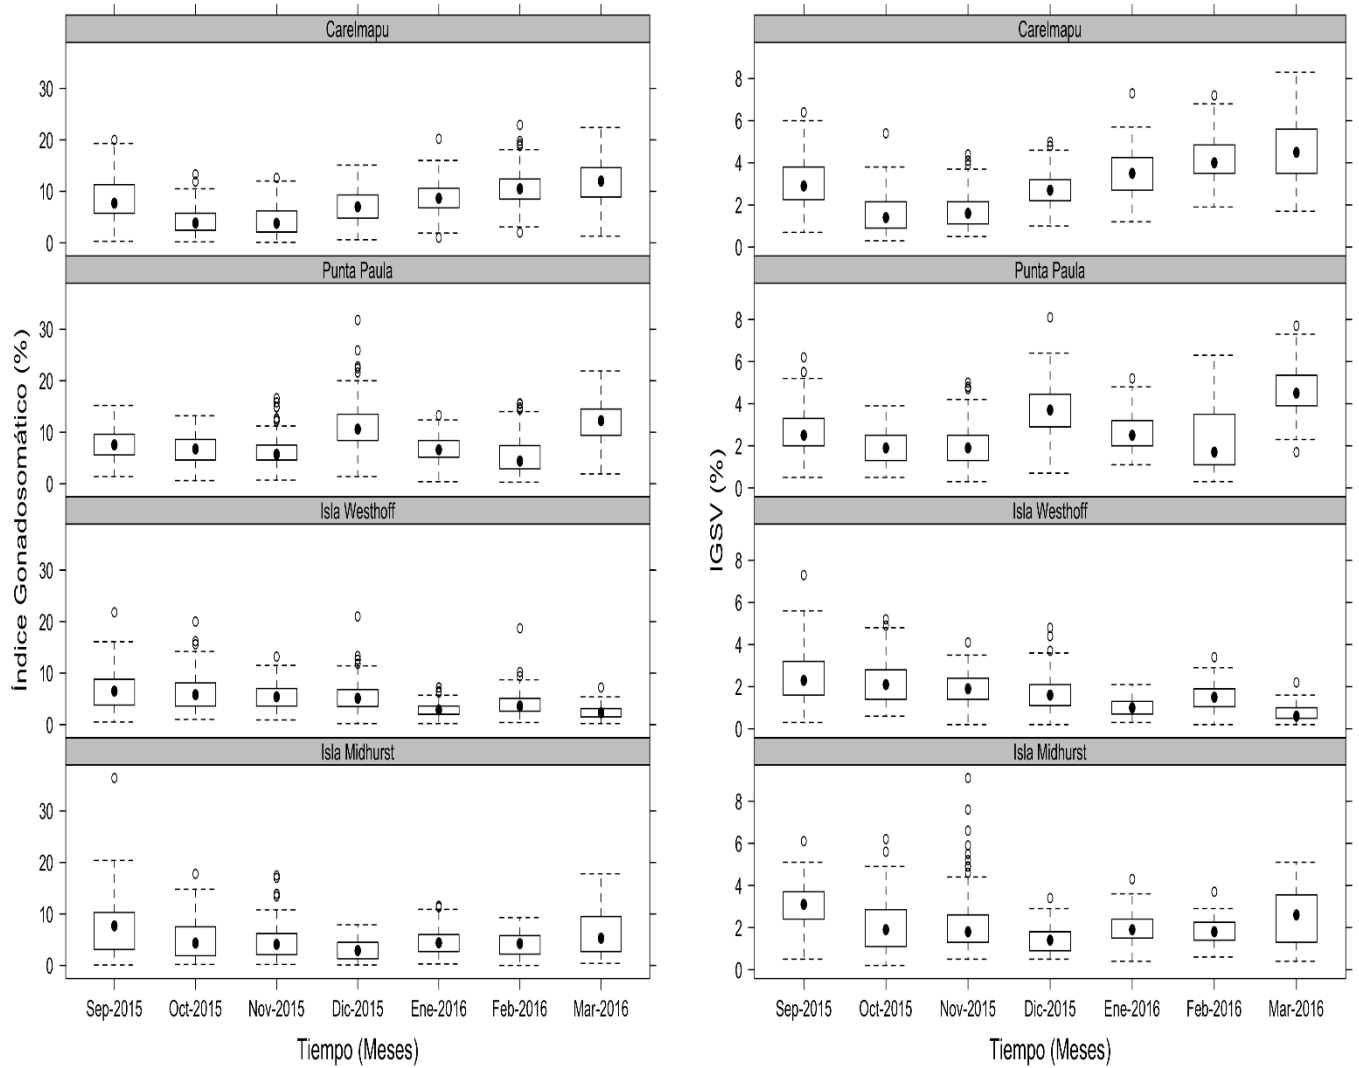 Carelmapu
30
20
10
0
Punta Paula
30
20
10
0
Isla Westhoff
30
20
10
0
Isla Midhurst
30
20
10
0
Índice Gonadosomático (%)
Sep-2015 Oct-2015 Nov-2015 Dic-2015 Ene-2016 Feb-2016 Mar-2016
Tiempo (Meses)
Carelmapu
8
6
4
2
0
Punta Paula
8
6
4
2
0
Isla Westhoff
8
6
4
2
0
Isla Midhurst
8
6
4
2
0
IGSV (%)
Sep-2015 Oct-2015 Nov-2015 Dic-2015 Ene-2016 Feb-2016 Mar-2016
Tiempo (Meses)